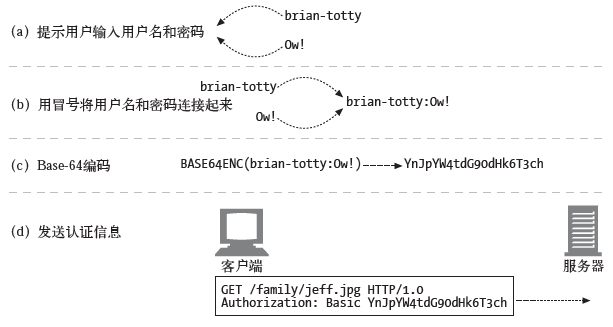 brian-totty
(a) 提示用户输入用户名和密码
Ow!
brian-totty
(b) 用冒号将用户名和密码连接起来
brian-totty:Ow!
Ow!
(c) Base-64编码
BASE64ENC(brian-totty:Ow!)
YnJpYW4tdG90dHk6T3ch
(d) 发送认证信息
客户端
服务器
GET /family/jeff.jpg HTTP/1.0
Authorization: Basic YnJpYW4tdG90dHk6T3ch